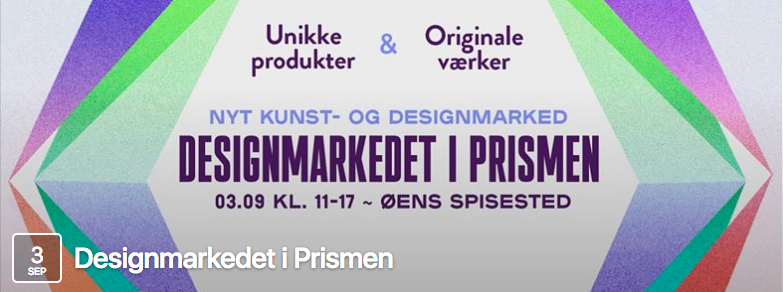 Unikke
produkter
&
Originale
værker
NYT KUNST- OG DESIGNMARKED
DESIGNMARKEDET I PRISMEN
03.09 KL. 11-17 ~ ØENS SPISESTED
3
SEP
Designmarkedet i Prismen